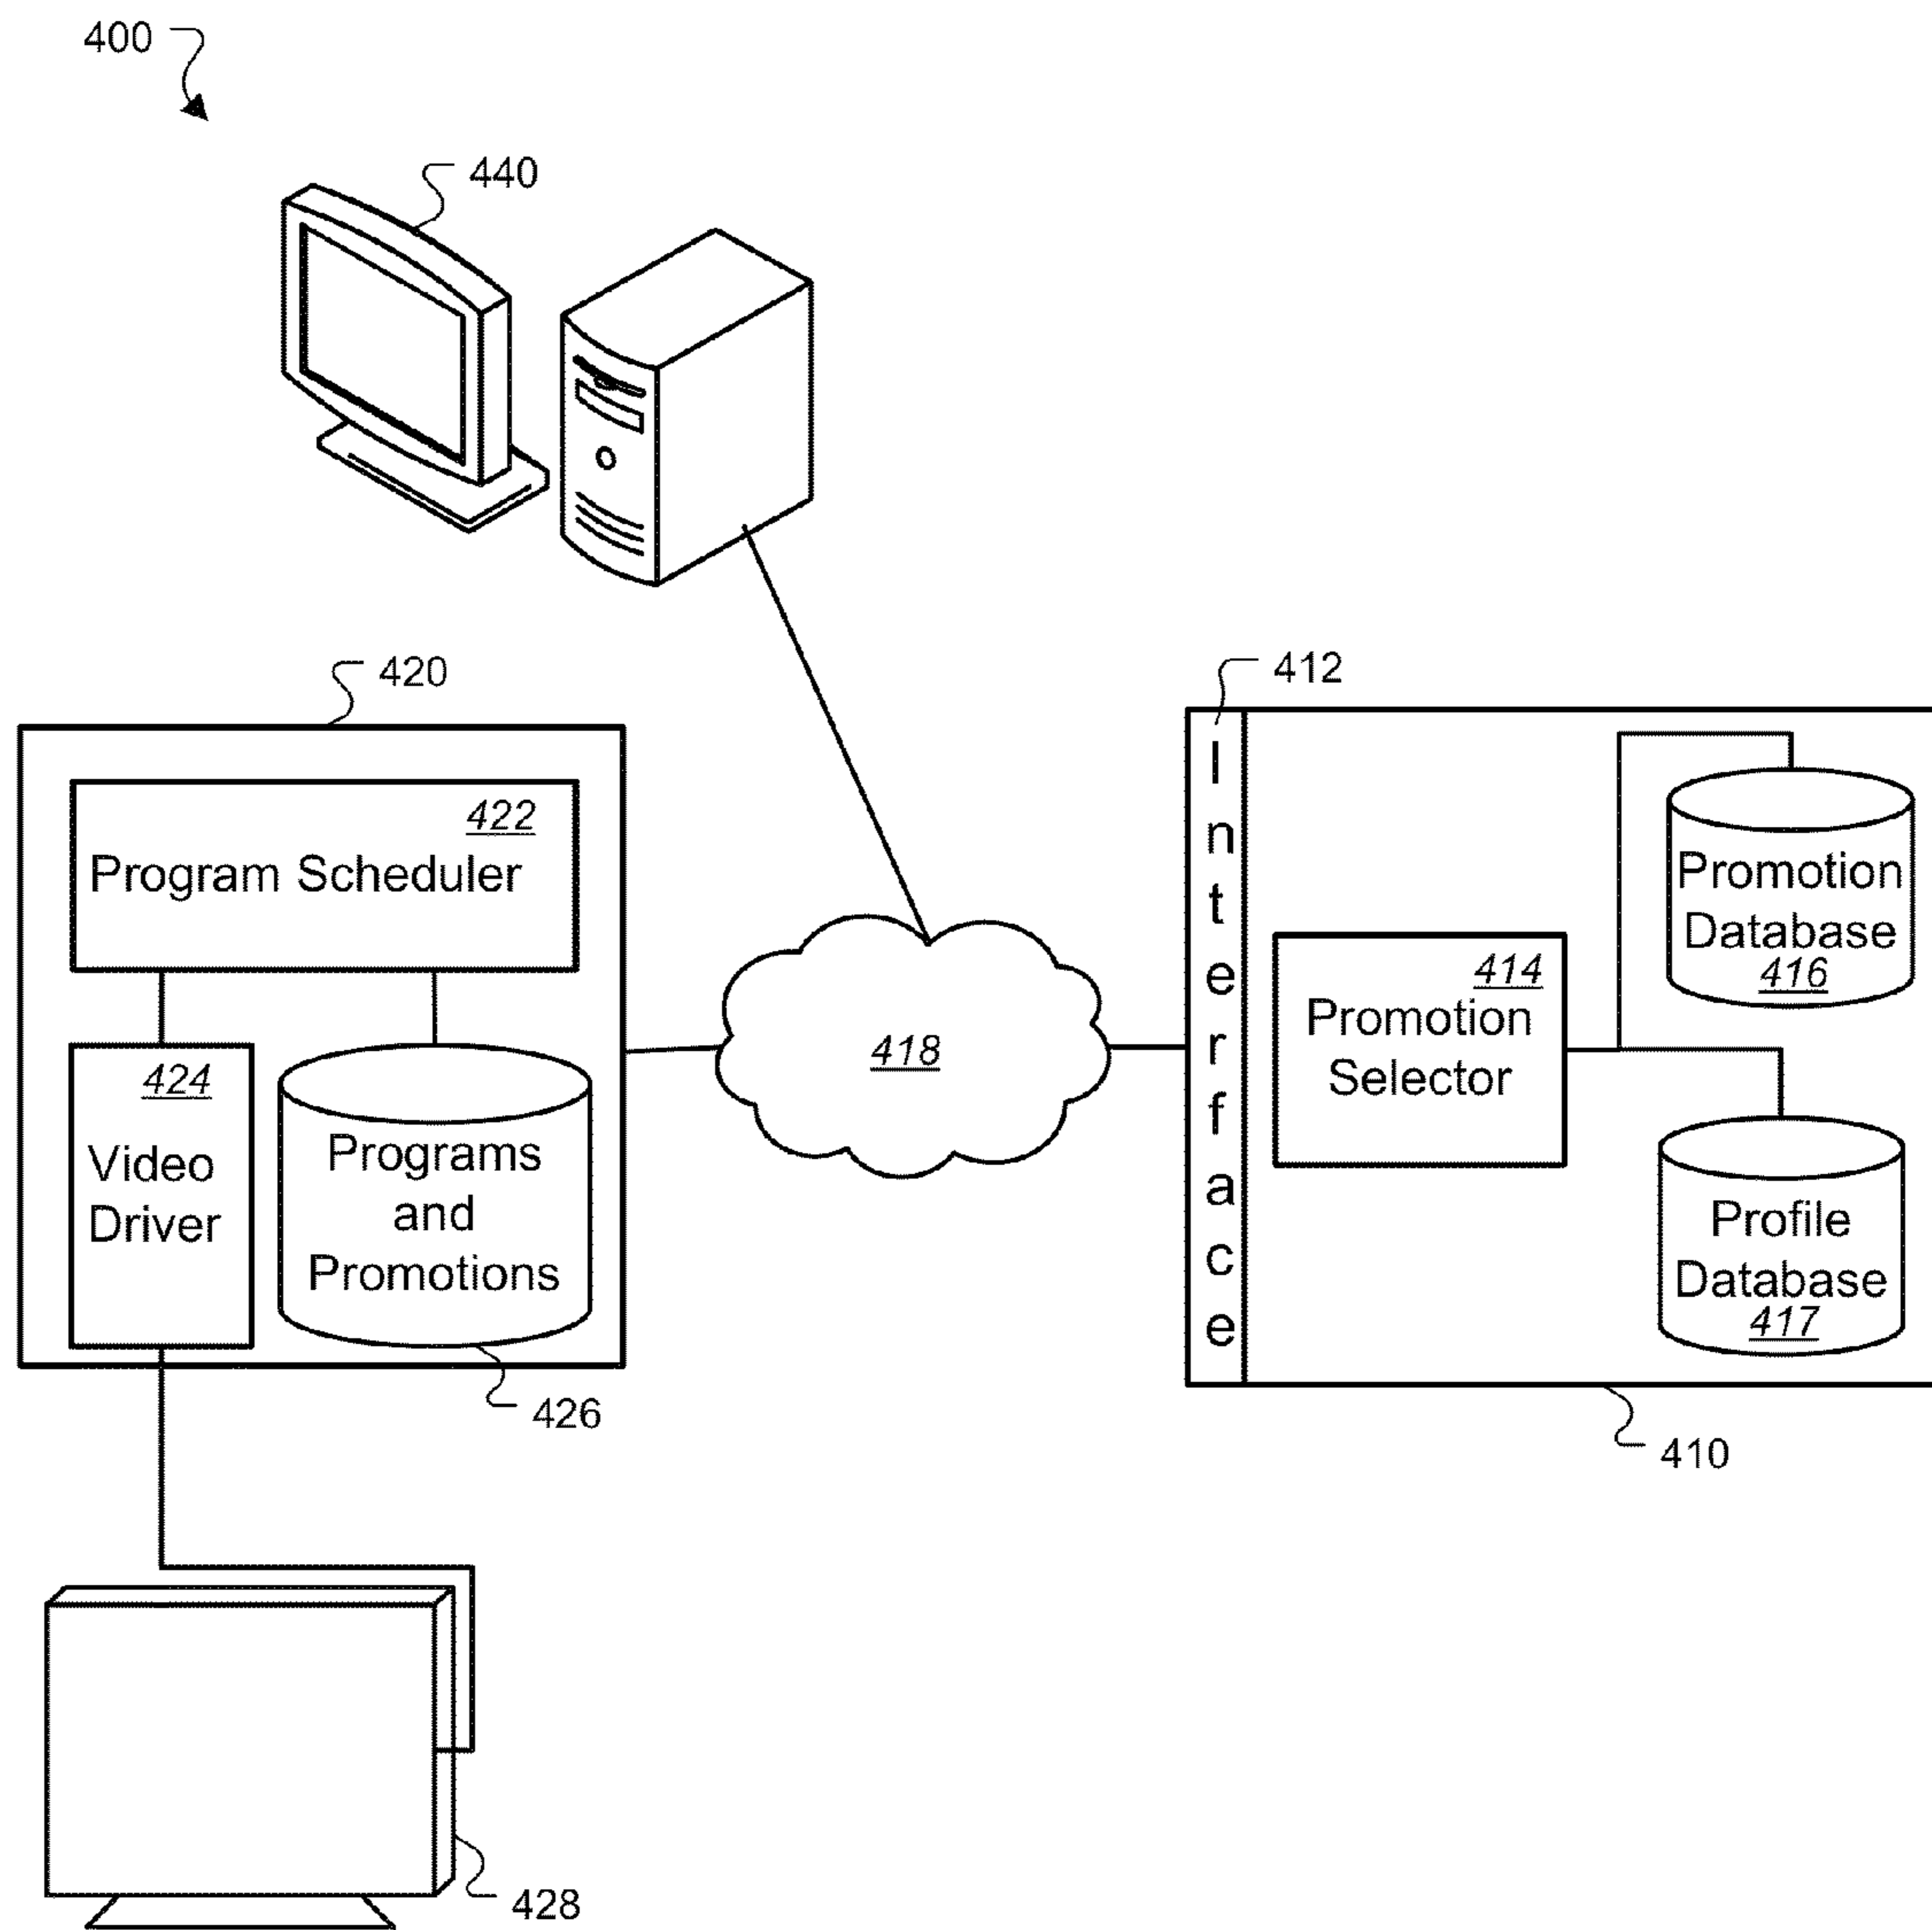 400
440
420
412
422
Program Scheduler
424
Video
Driver
Programs
and
Promotions
426
418
Interface
414
Promotion
Selector
Promotion
Database
416
Profile
Database
417
410
428